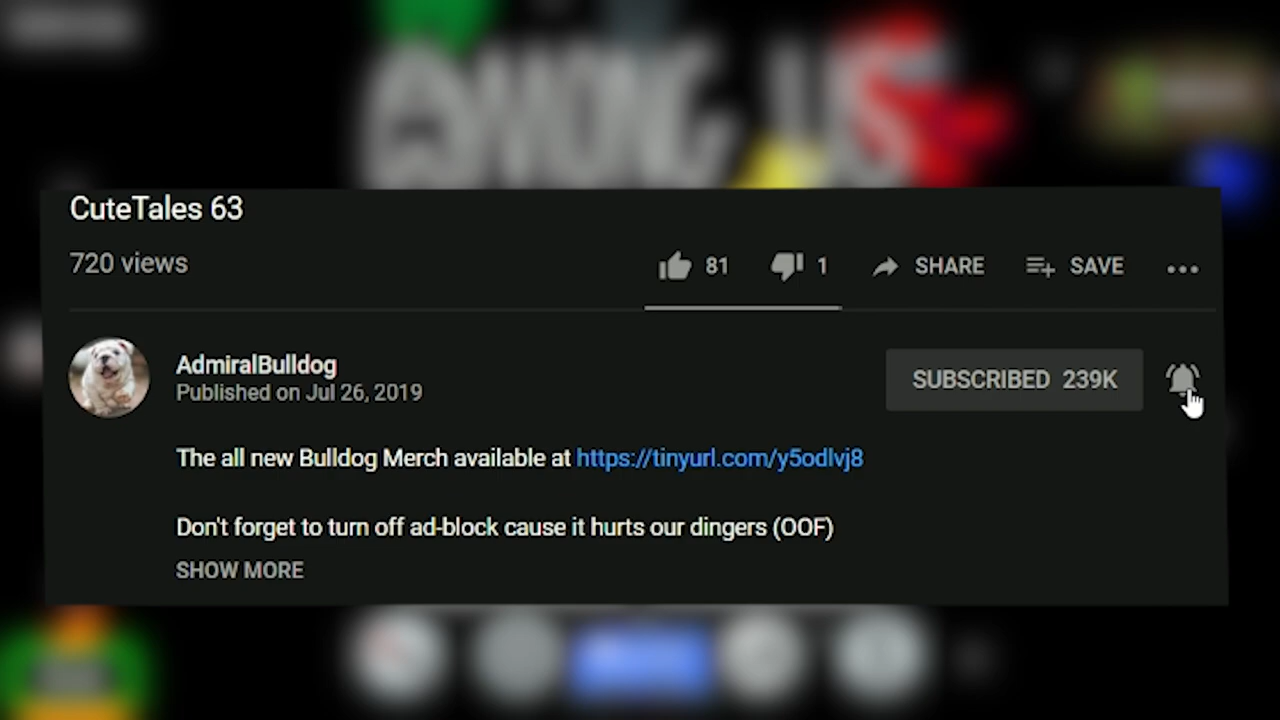 AMONG US
CuteTales 63
720 views
81 1 SHARE SAVE
AdmiralBulldog
Published on Jul 26, 2019
SUBSCRIBED 239K
The all new Bulldog Merch available at https://tinyurl.com/y5odlvj8
Don't forget to turn off ad-block cause it hurts our dingers (OOF)
SHOW MORE